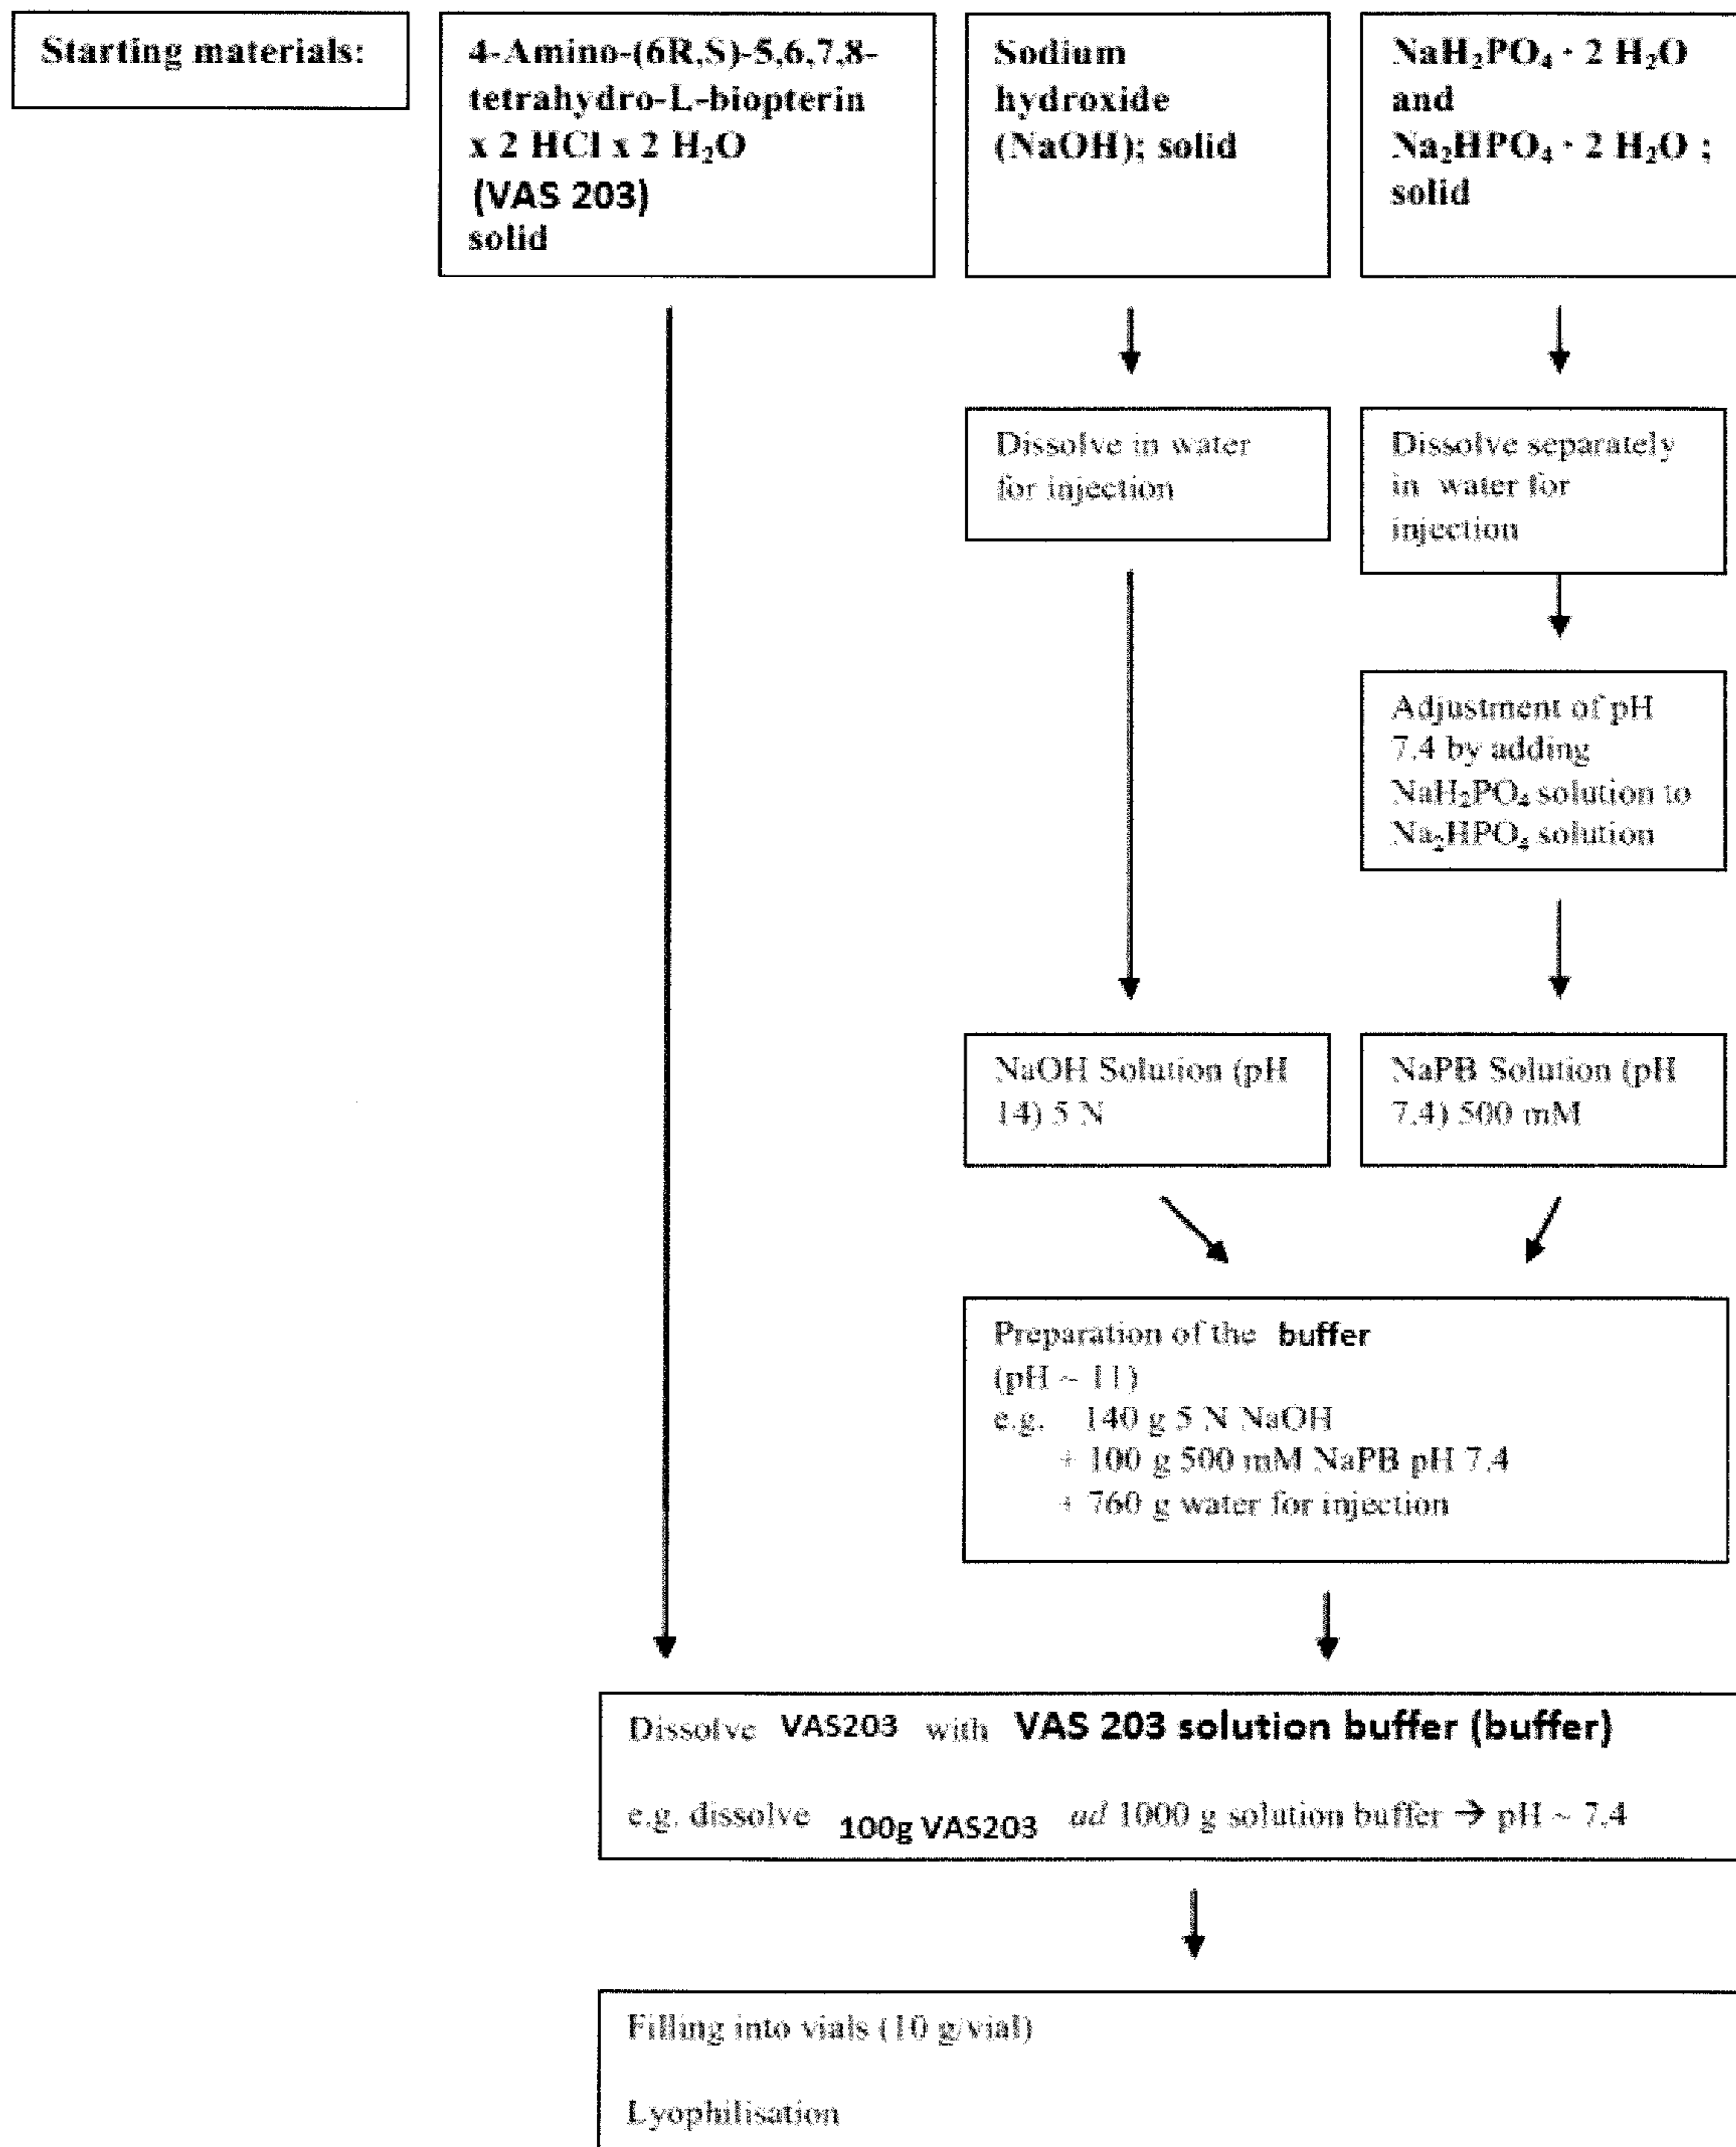 Starting materials:
4-Amino-(6R,S)-5,6,7,8-
tetrahydro-L-biopterin
x 2 HCl x 2 H₂O
(VAS 203)
solid
Sodium
hydroxide
(NaOH); solid
NaH₂PO₄ · 2 H₂O
and
Na₂HPO₄ · 2 H₂O ;
solid
Dissolve in water
for injection
Dissolve separately
in water for
injection
Adjustment of pH
7.4 by adding
NaH₂PO₄ solution to
Na₂HPO₄ solution
NaOH Solution (pH
14) 5 N
NaPB Solution (pH
7.4) 500 mM
Preparation of the buffer
(pH ~ 11)
e.g. 140 g 5 N NaOH
+ 100 g 500 mM NaPB pH 7.4
+ 760 g water for injection
Dissolve VAS203 with VAS 203 solution buffer (buffer)
e.g. dissolve 100g VAS203 ad 1000 g solution buffer → pH ~ 7.4
Filling into vials (10 g/vial)
Lyophilisation